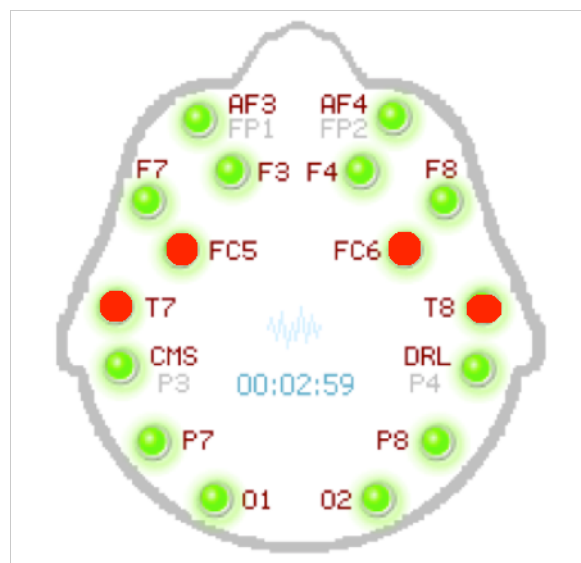 AF3 AF4
FP1 FP2
F7 F3 F4 F8
FC5 FC6
T7 T8
CMS DRL
P3 00:02:59 P4
P7 P8
O1 O2